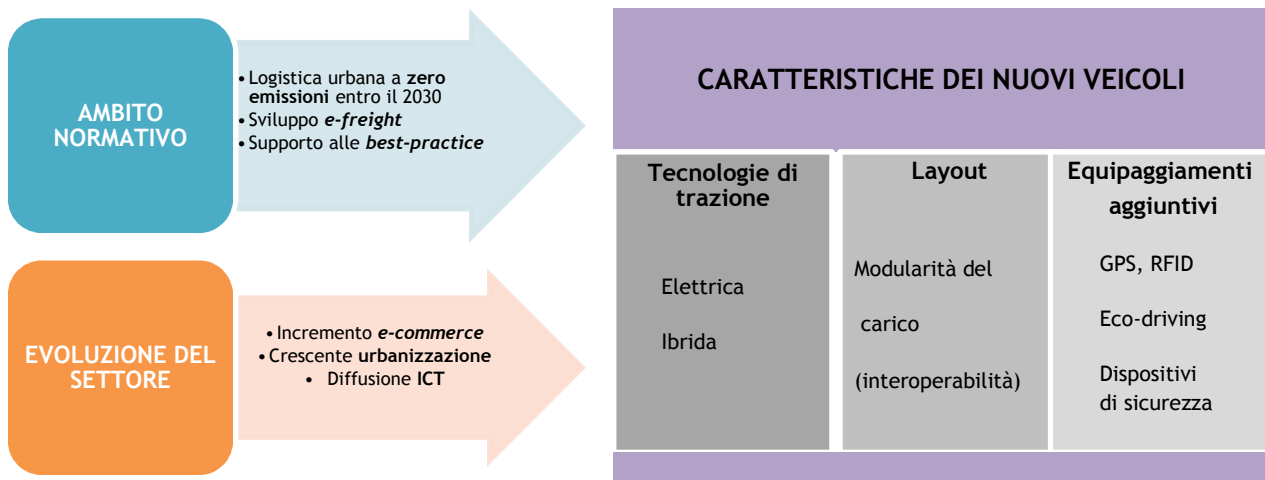 AMBITO
NORMATIVO
• Logistica urbana a zero
emissioni entro il 2030
• Sviluppo e-freight
• Supporto alle best-practice
EVOLUZIONE DEL
SETTORE
• Incremento e-commerce
• Crescente urbanizzazione
• Diffusione ICT
CARATTERISTICHE DEI NUOVI VEICOLI
Tecnologie di
trazione
Elettrica
Ibrida
Layout
Modularità del
carico
(interoperabilità)
Equipaggiamenti
aggiuntivi
GPS, RFID
Eco-driving
Dispositivi
di sicurezza